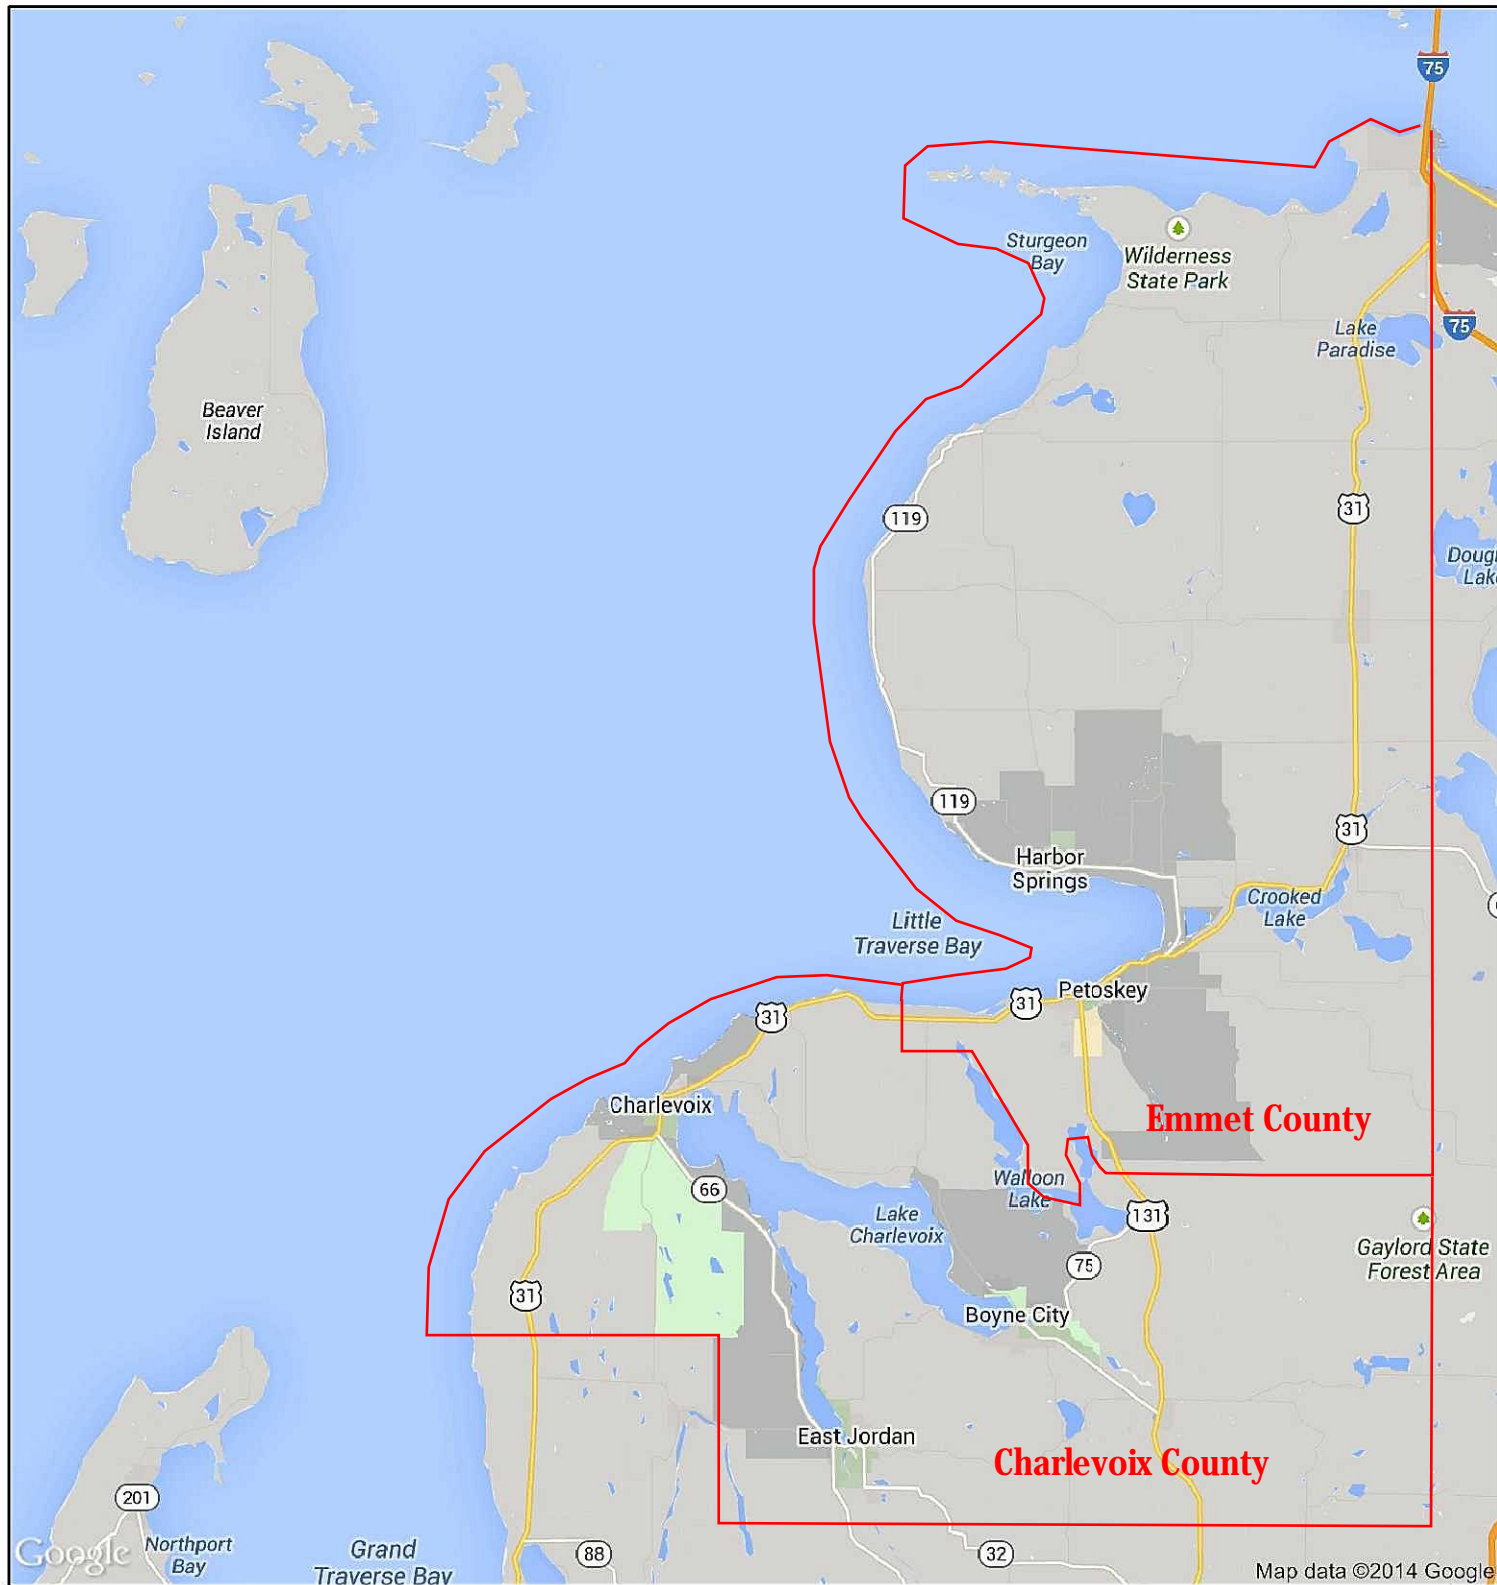 75
Sturgeon
Bay
Wilderness
State Park
75
Lake
Paradise
Beaver
Island
119
31
Lake
119
31
Harbor
Springs
Crooked
Lake
Little
Traverse Bay
Petoskey
31
31
Charlevoix
Emmet County
66
Walloon
Lake
131
Lake
Charlevoix
Gaylord State
Forest Area
75
31
Boyne City
East Jordan
Charlevoix County
201
Northport
Bay
Google
Grand
Traverse Bay
88
32
Map data ©2014 Google